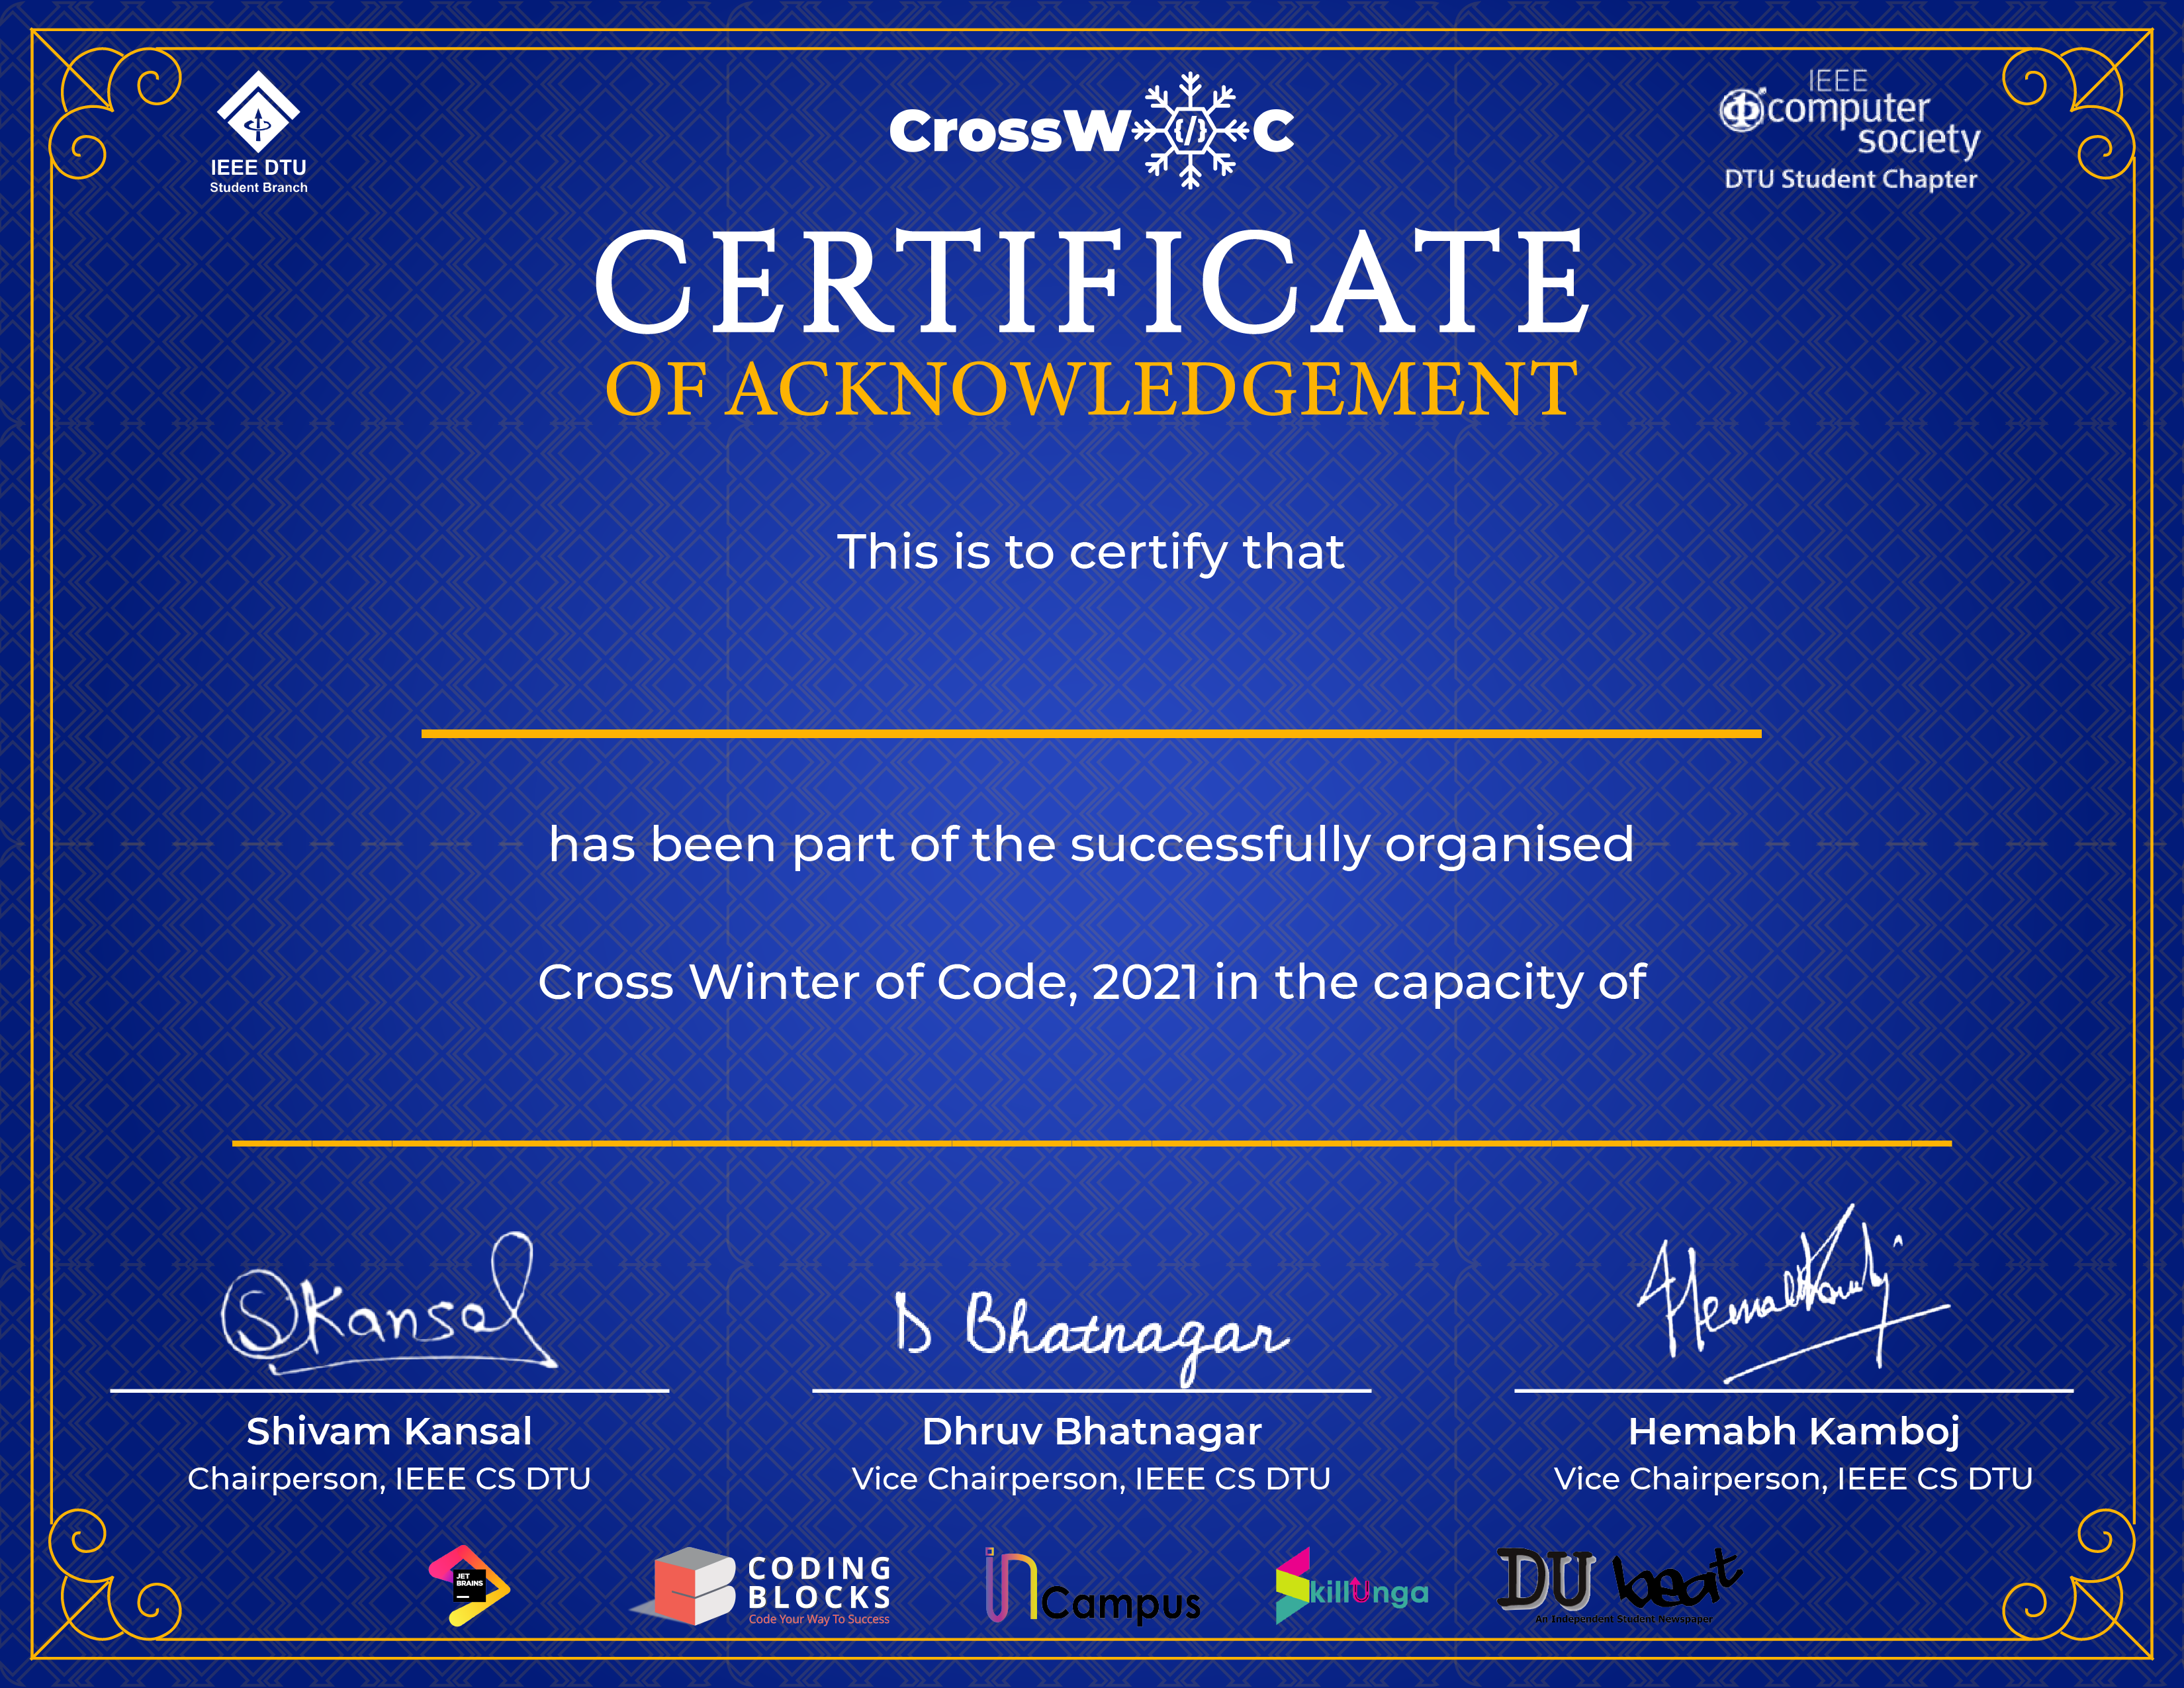 IEEE DTU
Student Branch
CrossW C
IEEE
computer
society
DTU Student Chapter
CERTIFICATE
OF ACKNOWLEDGEMENT
This is to certify that
has been part of the successfully organised
Cross Winter of Code, 2021 in the capacity of
SKansal
D Bhatnagar
HemabhKamboj
Shivam Kansal
Dhruv Bhatnagar
Hemabh Kamboj
Chairperson, IEEE CS DTU
Vice Chairperson, IEEE CS DTU
Vice Chairperson, IEEE CS DTU
JET
BRAINS
CODING
BLOCKS
Code Your Way To Success
in Campus
SkillUnga
DU beat
An Independent Student Newspaper